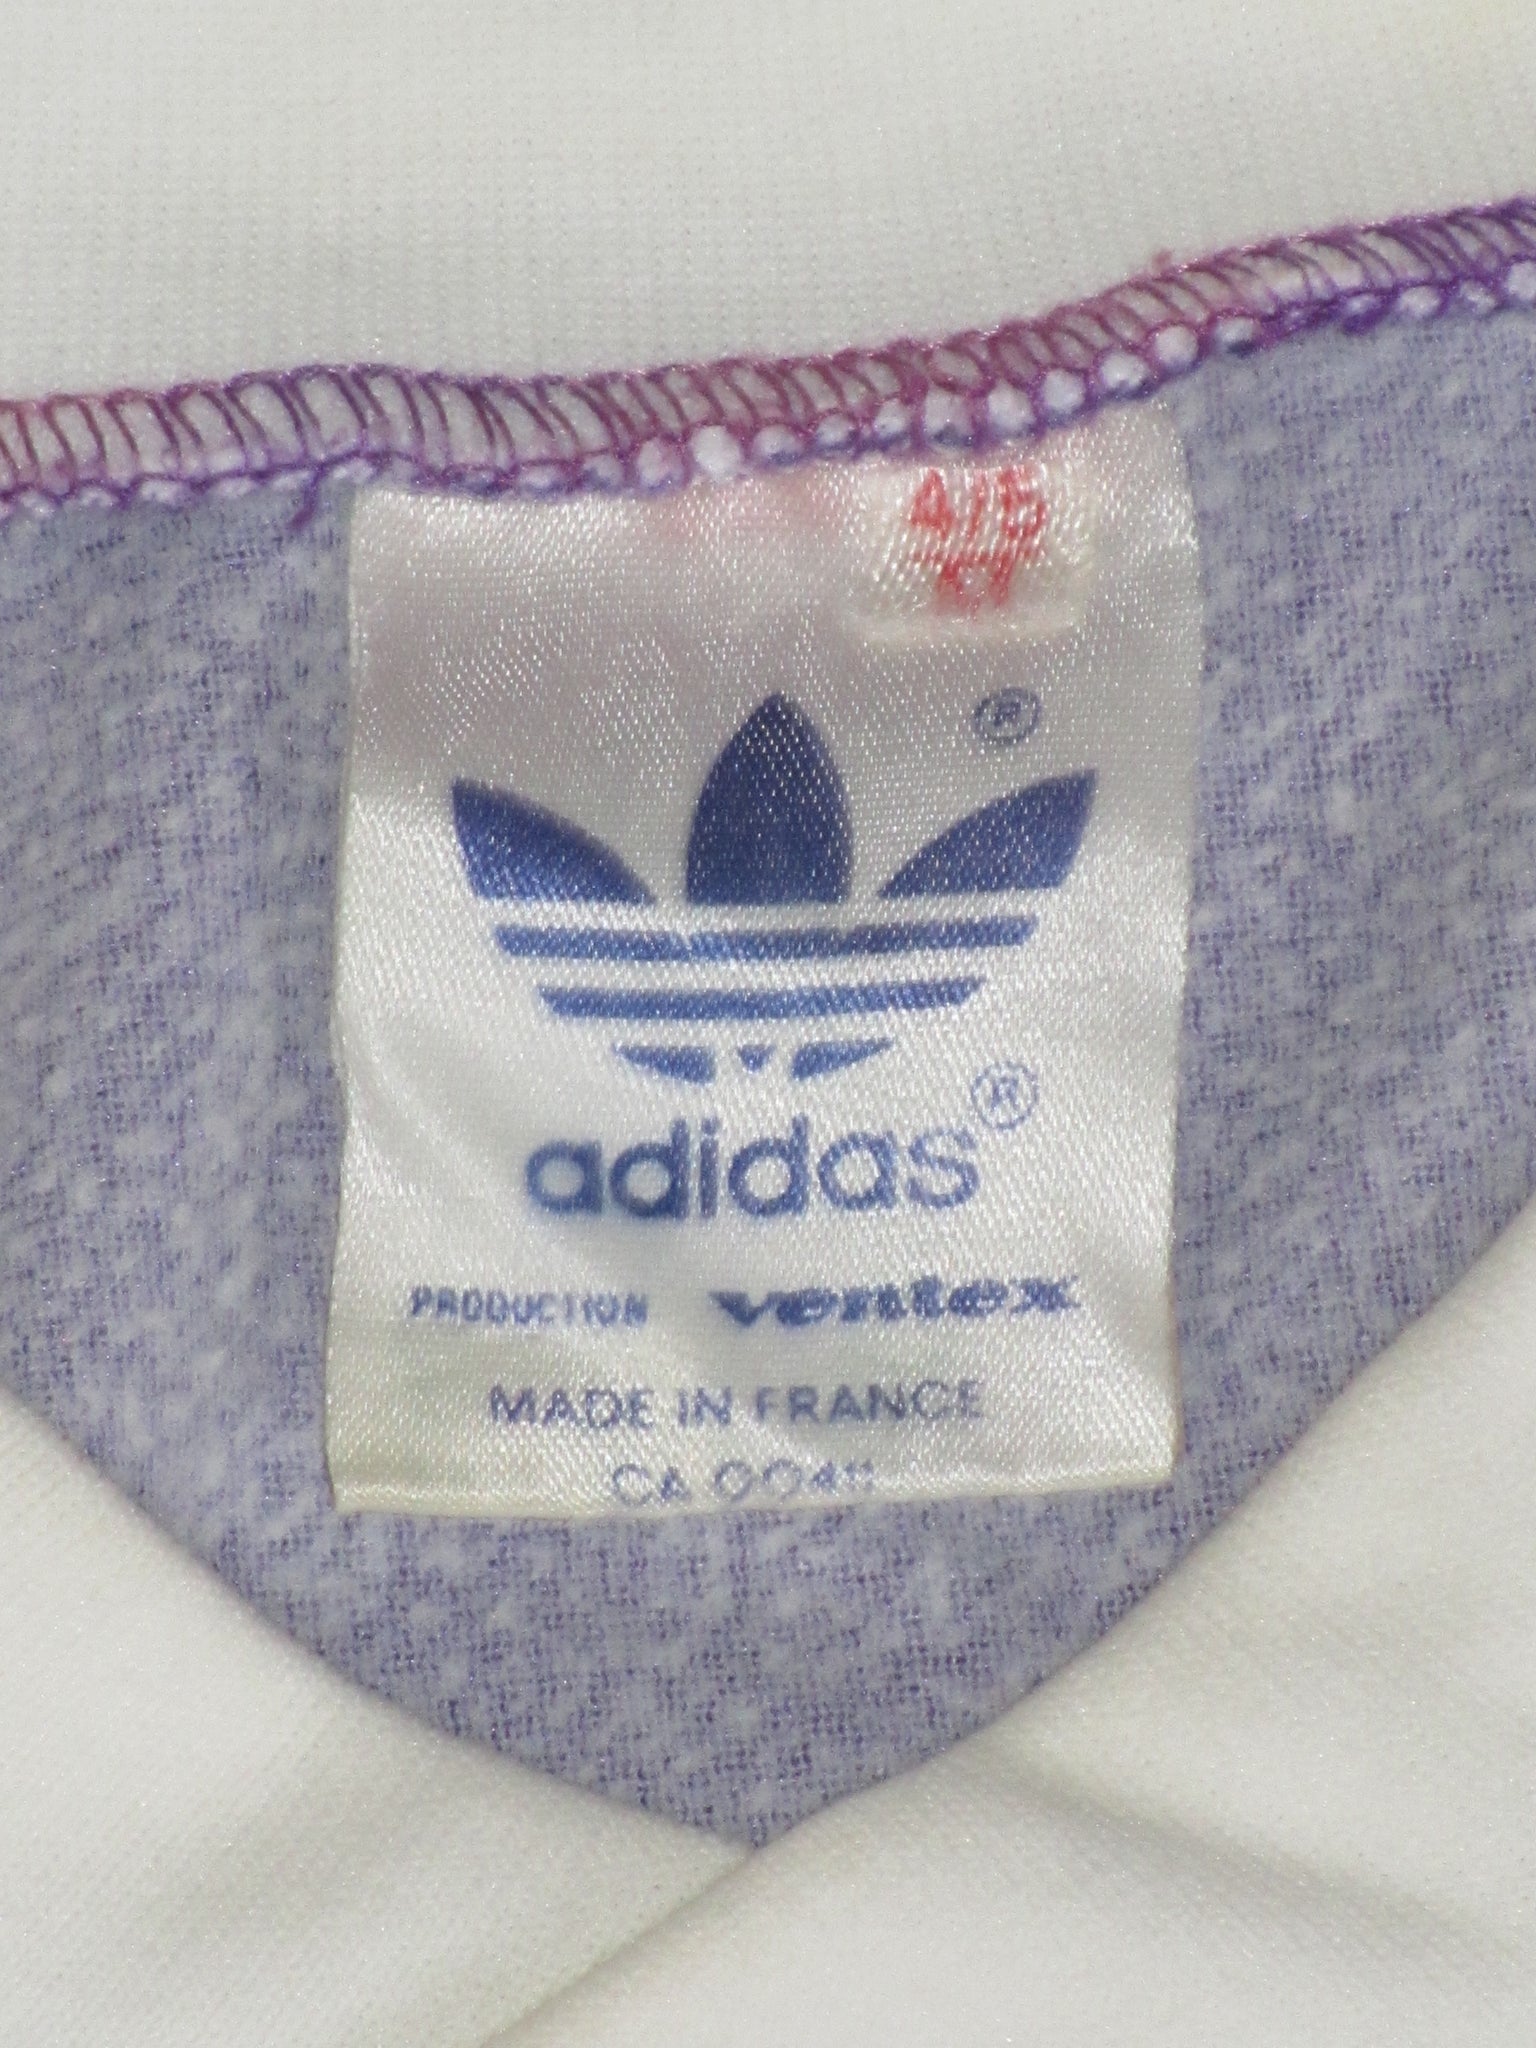 4/5
®
adidas®
PRODUCTION ventex
MADE IN FRANCE